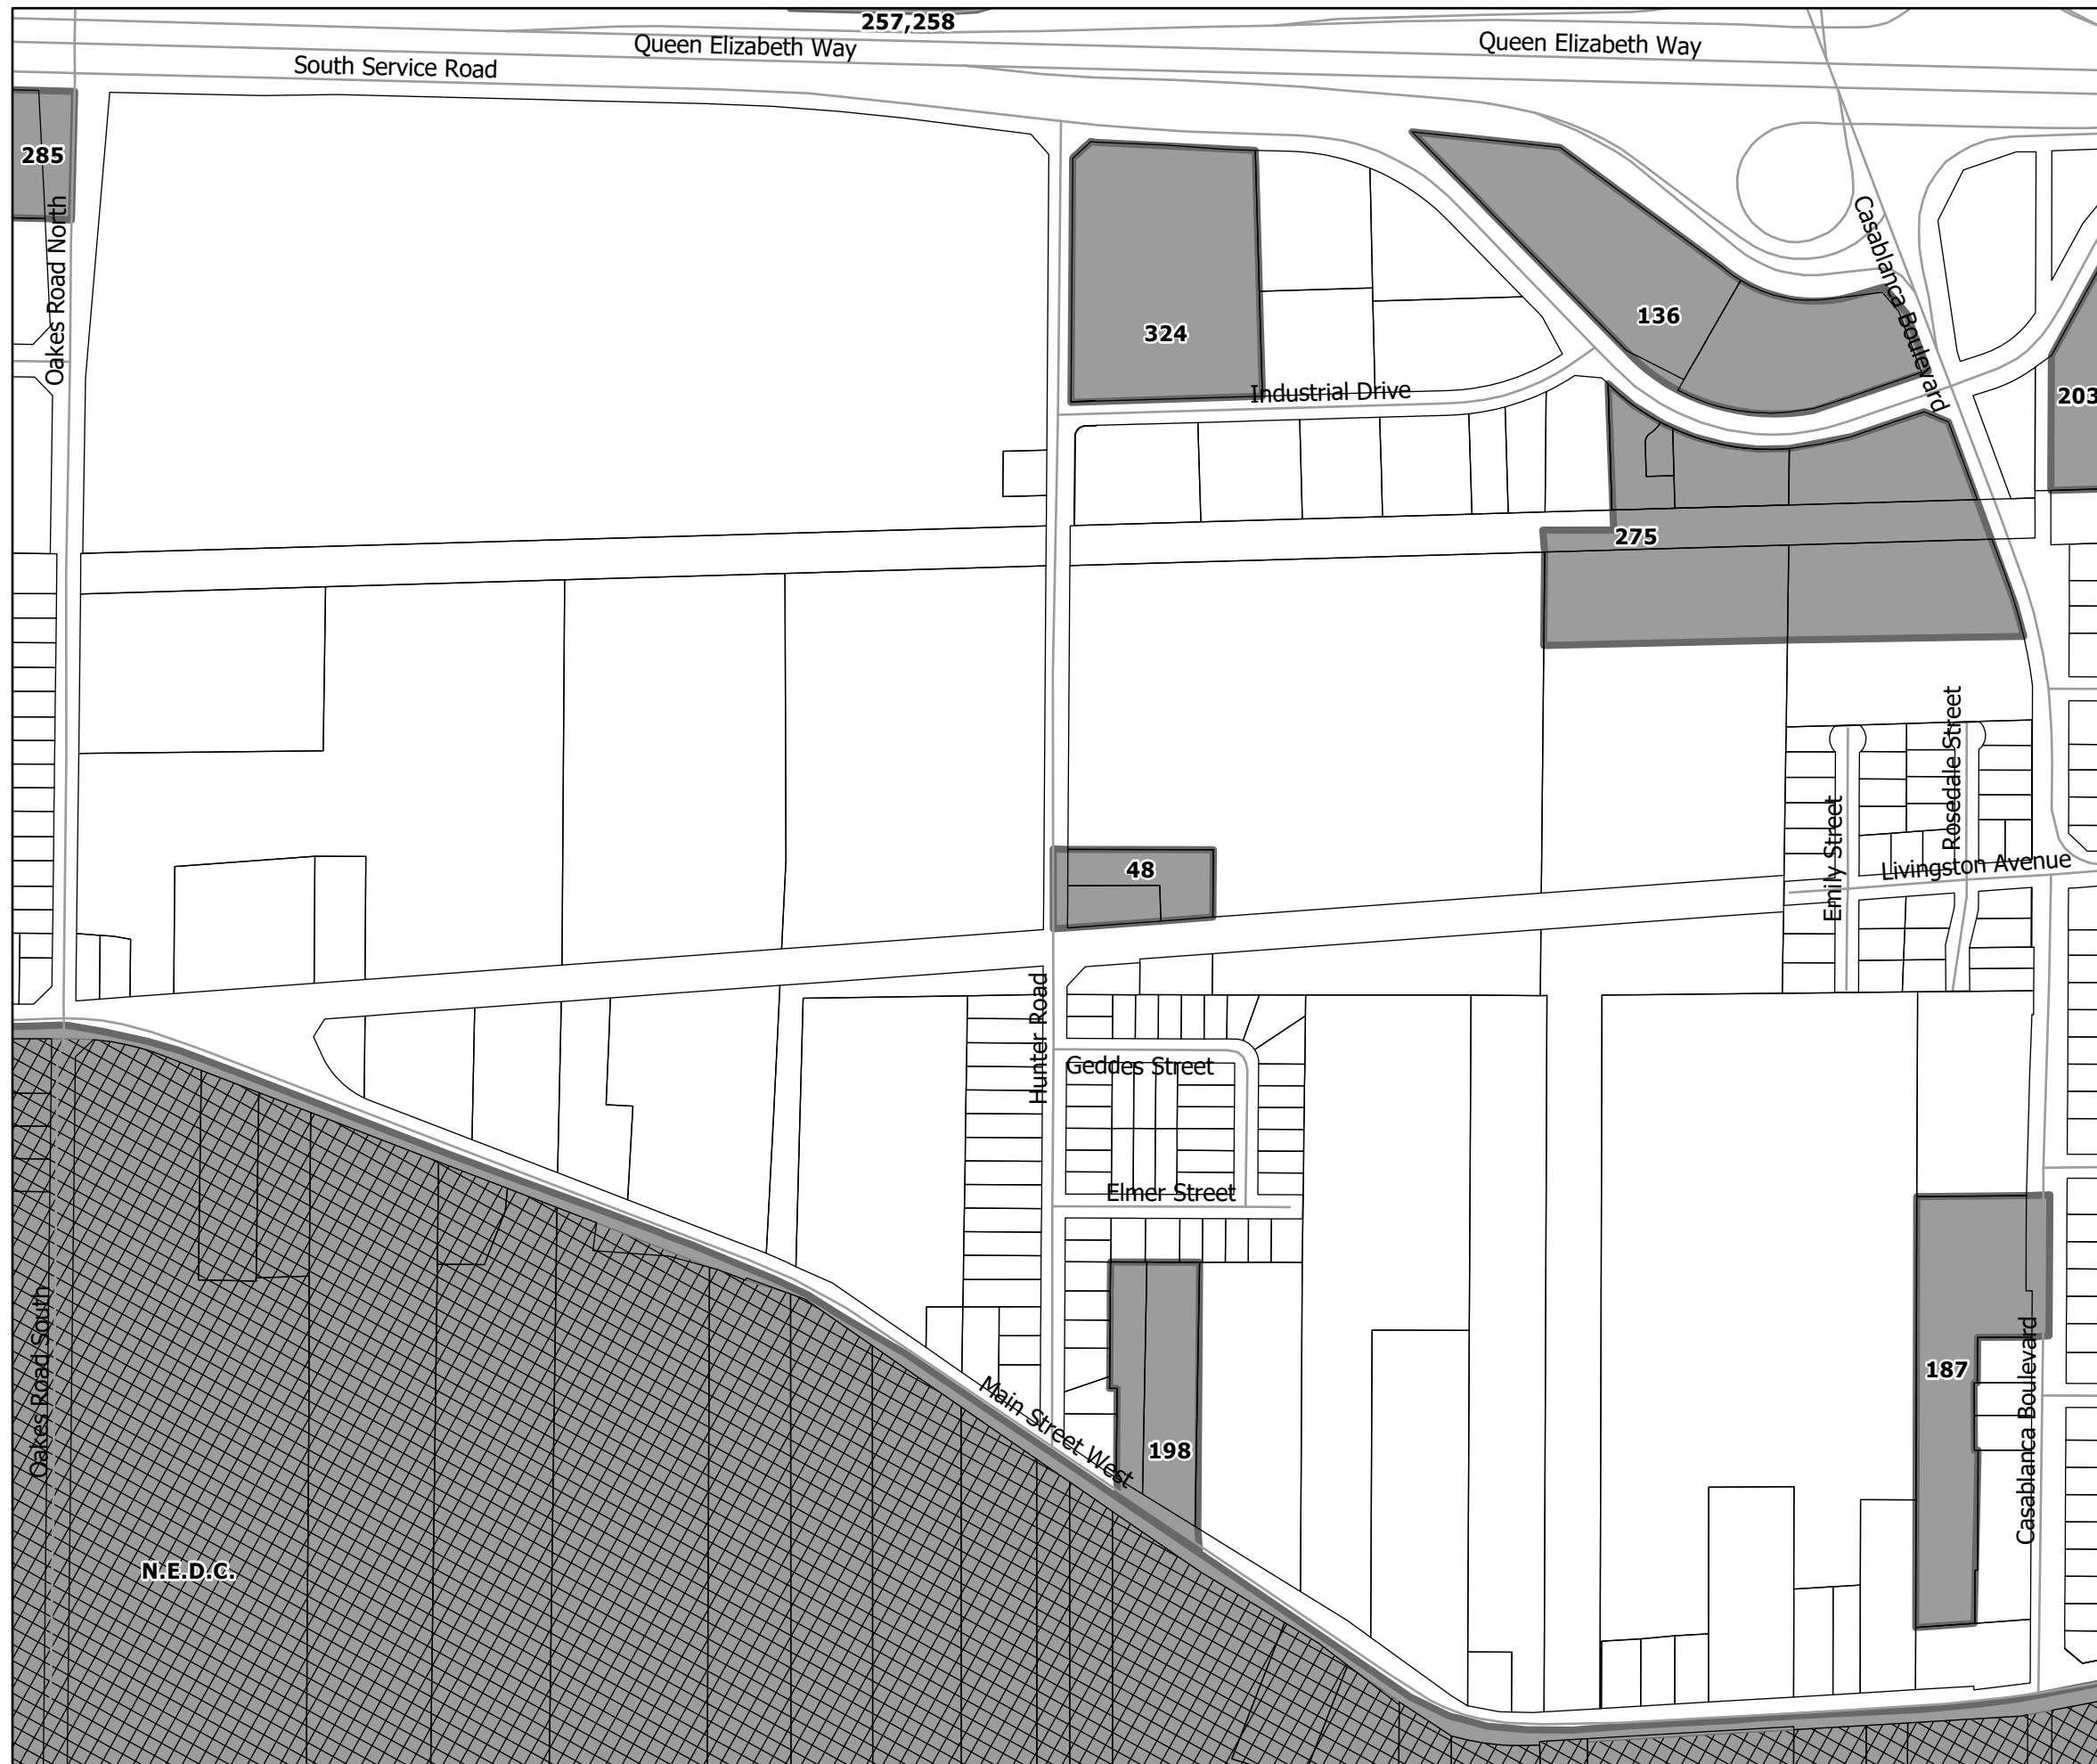 257,258
Queen Elizabeth Way
Queen Elizabeth Way
South Service Road
285
Oakes Road North
Casablanca Boulevard
324
136
Industrial Drive
203
275
Rosedale Street
Emily Street
Livingston Avenue
48
Hunter Road
Geddes Street
Elmer Street
Oakes Road South
Main Street West
187
Casablanca Boulevard
198
N.E.D.C.